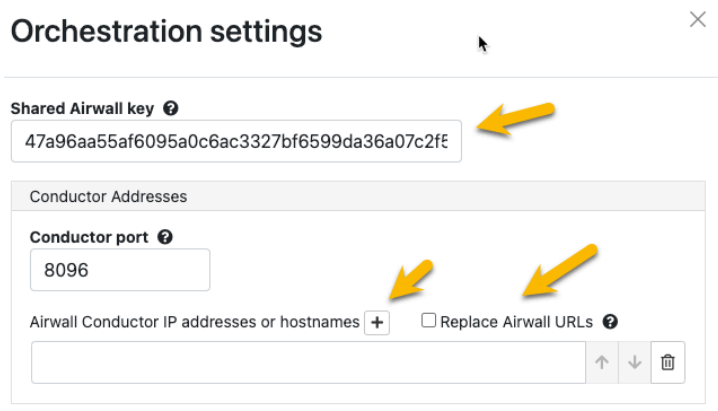 Orchestration settings
Shared Airwall key
47a96aa55af6095a0c6ac3327bf6599da36a07c2f5
Conductor Addresses
Conductor port
8096
Airwall Conductor IP addresses or hostnames + Replace Airwall URLs